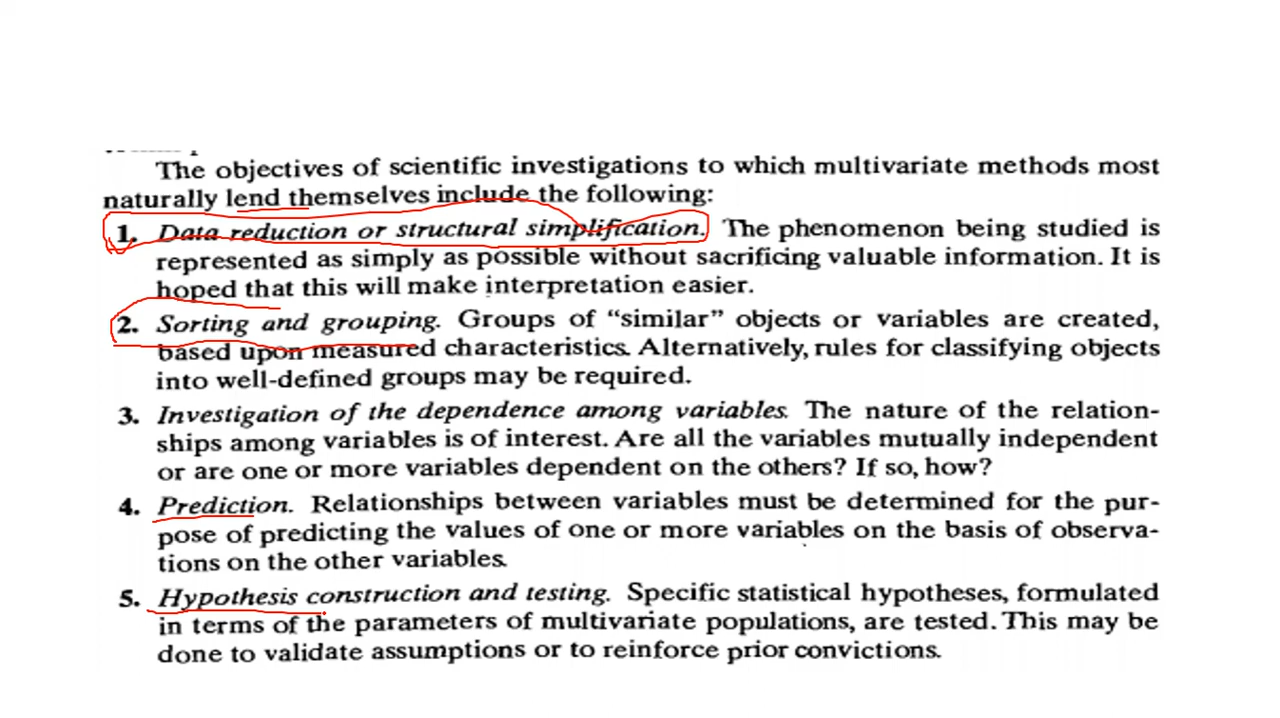 The objectives of scientific investigations to which multivariate methods most
naturally lend themselves include the following:
1. Data reduction or structural simplification. The phenomenon being studied is
represented as simply as possible without sacrificing valuable information. It is
hoped that this will make interpretation easier.
2. Sorting and grouping. Groups of “similar” objects or variables are created,
based upon measured characteristics. Alternatively, rules for classifying objects
into well-defined groups may be required.
3. Investigation of the dependence among variables. The nature of the relation-
ships among variables is of interest. Are all the variables mutually independent
or are one or more variables dependent on the others? If so, how?
4. Prediction. Relationships between variables must be determined for the pur-
pose of predicting the values of one or more variables on the basis of observa-
tions on the other variables.
5. Hypothesis construction and testing. Specific statistical hypotheses, formulated
in terms of the parameters of multivariate populations, are tested. This may be
done to validate assumptions or to reinforce prior convictions.